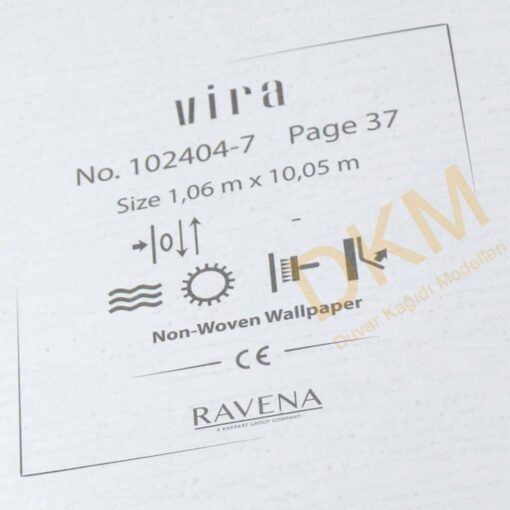 vira
No. 102404-7 Page 37
Size 1,06 m x 10,05 m
Non-Woven Wallpaper
CE
RAVENA
A KARAKAT GROUP COMPANY
DKM
Duvar Kağıdı Modelleri